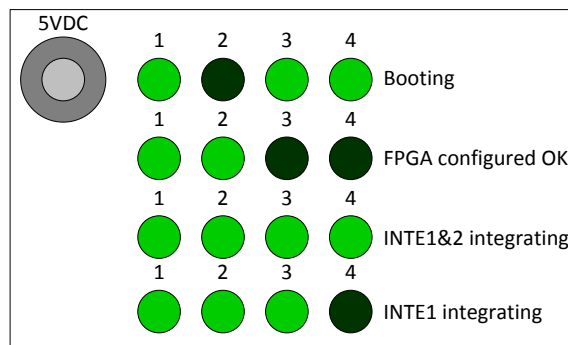 5VDC
1 2 3 4
Booting
1 2 3 4
FPGA configured OK
1 2 3 4
INTE1&2 integrating
1 2 3 4
INTE1 integrating